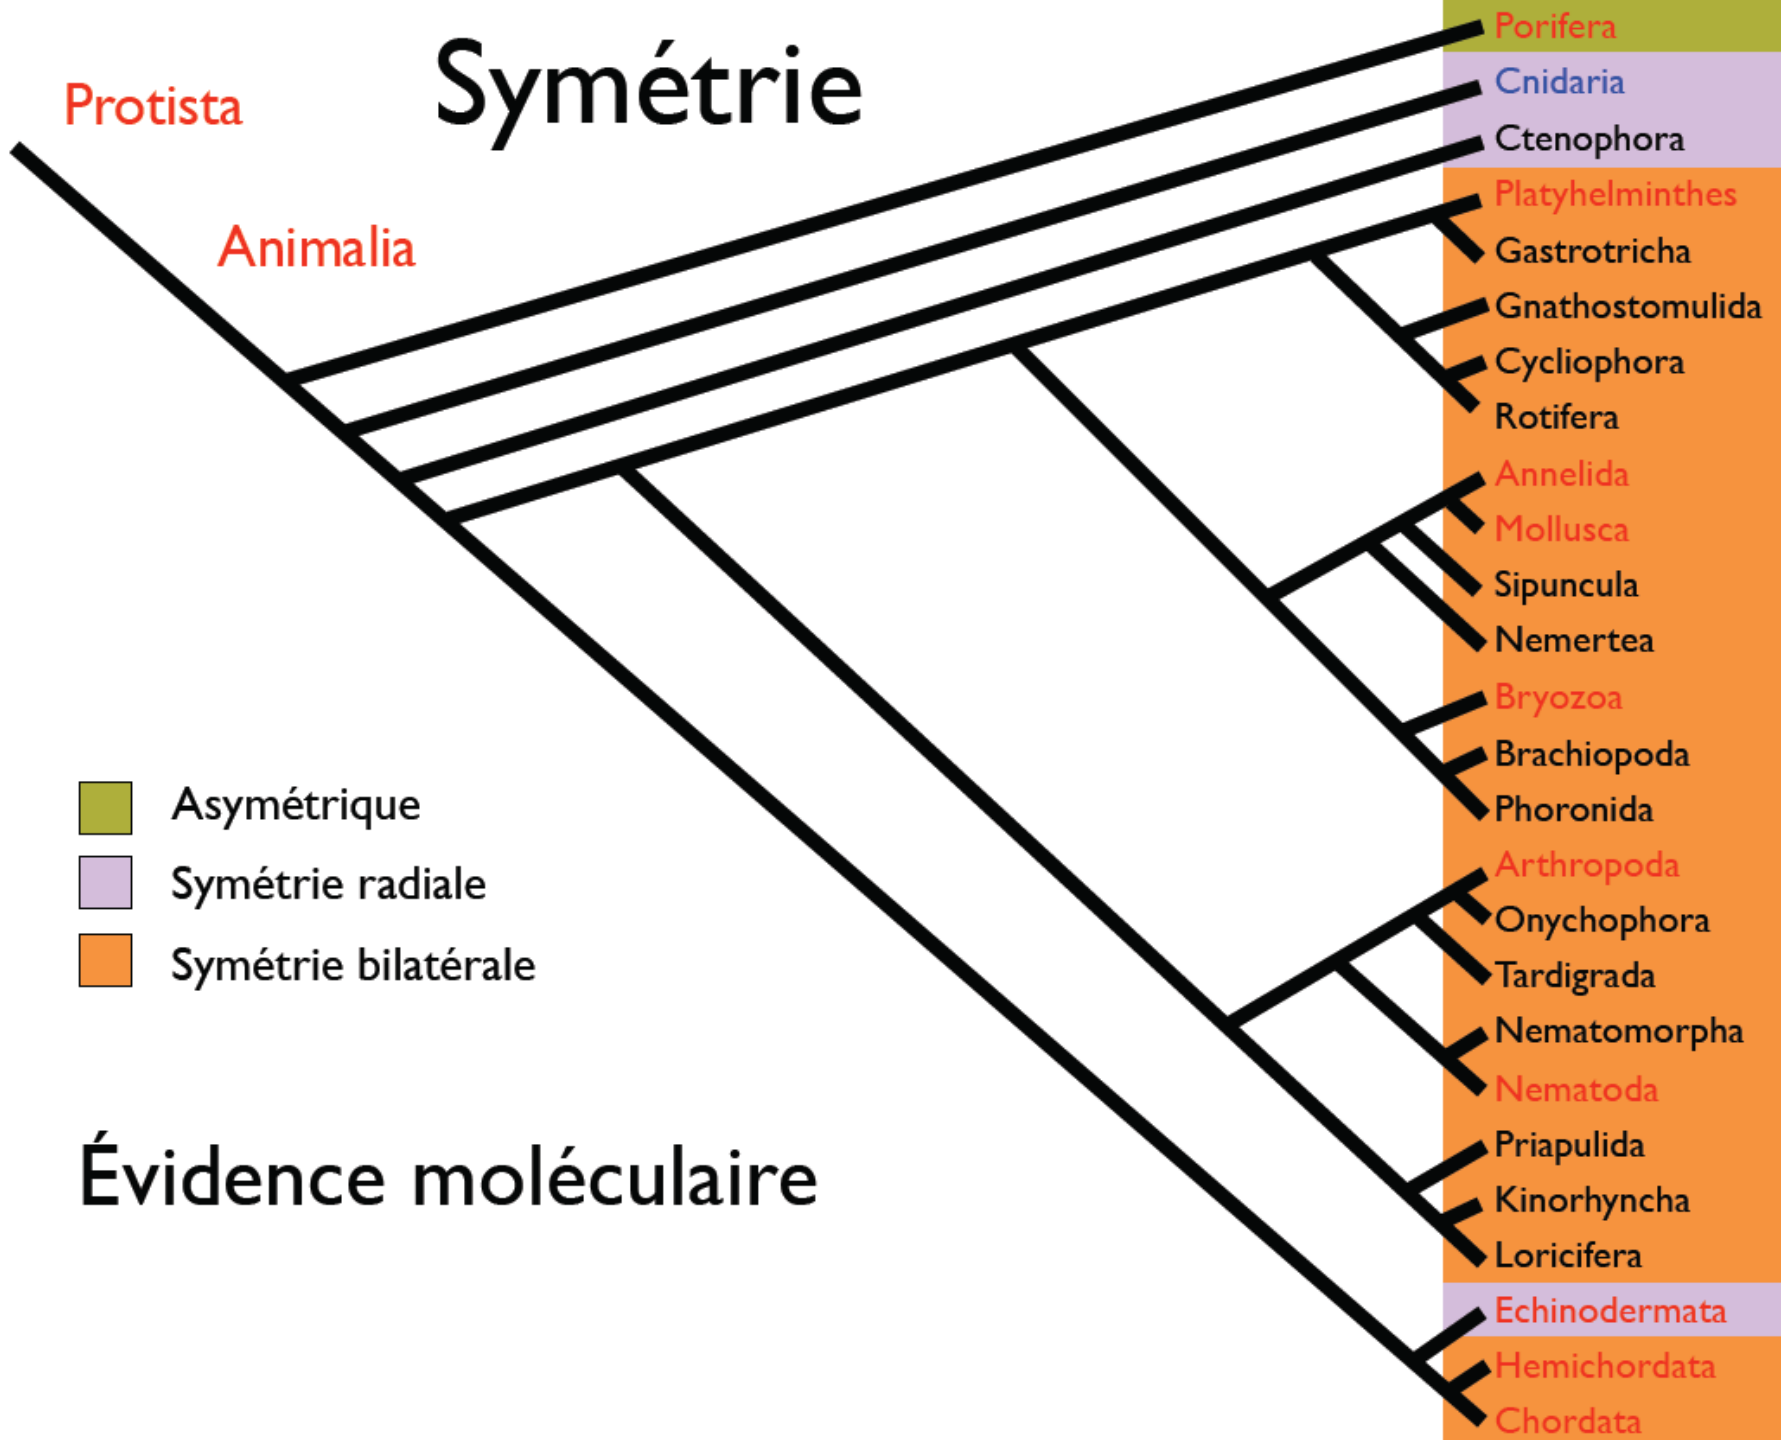 Symétrie
Protista
Animalia
Porifera
Cnidaria
Ctenophora
Platyhelminthes
Gastrotricha
Gnathostomulida
Cycliophora
Rotifera
Annelida
Mollusca
Sipuncula
Nemertea
Bryozoa
Brachiopoda
Phoronida
Arthropoda
Onychophora
Tardigrada
Nematomorpha
Nematoda
Priapulida
Kinorhyncha
Loricifera
Echinodermata
Hemichordata
Chordata
Asymétrique
Symétrie radiale
Symétrie bilatérale
Évidence moléculaire